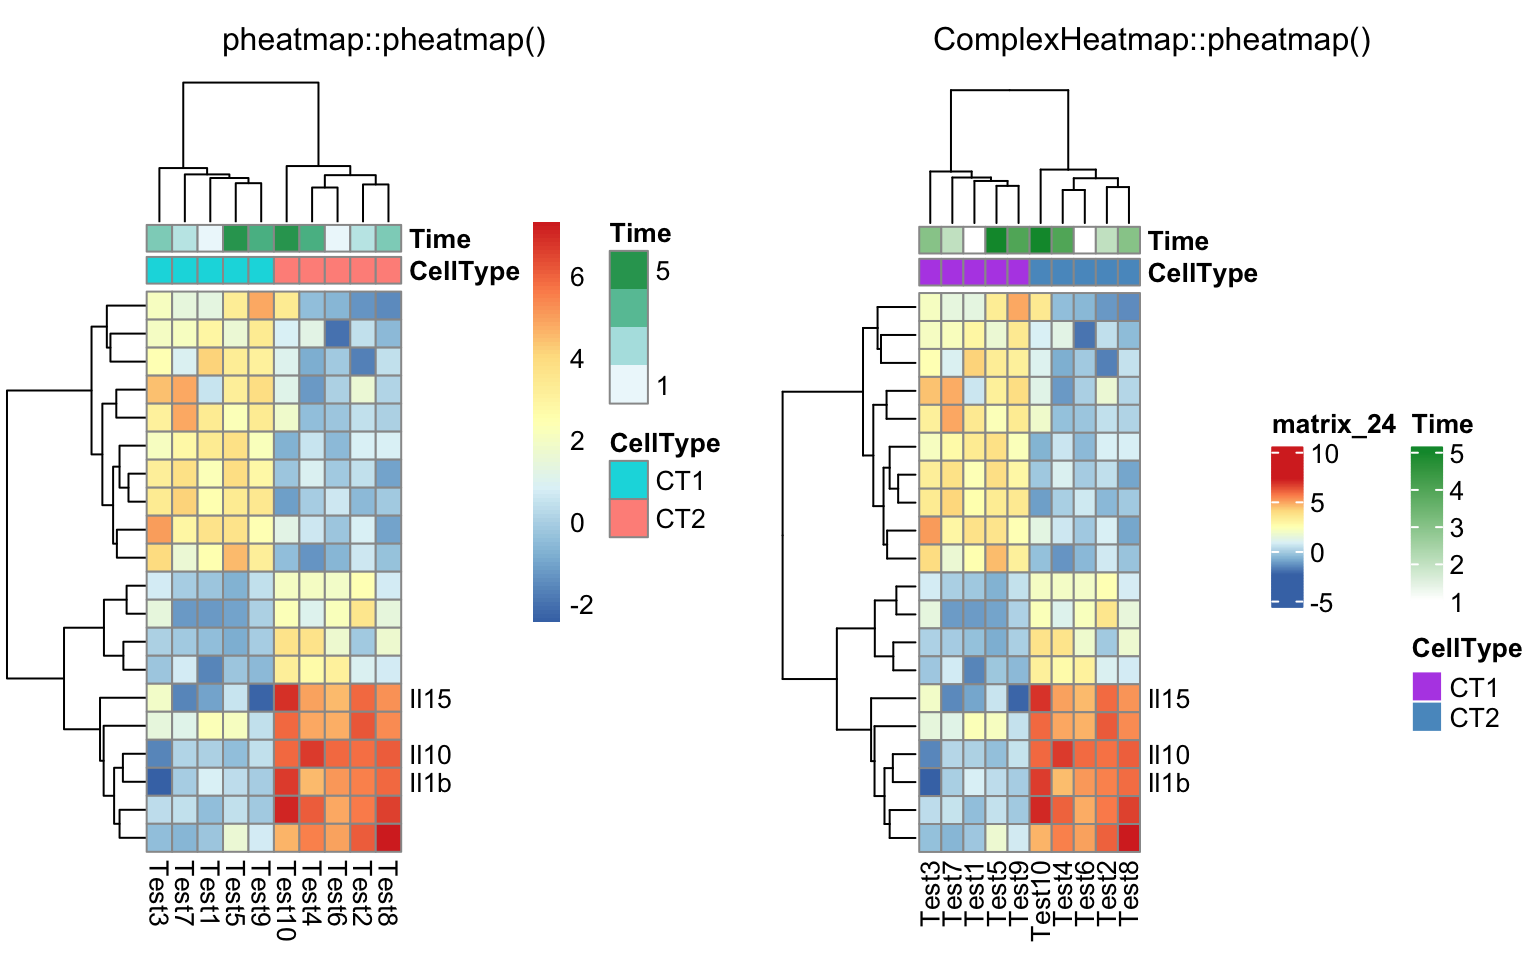 pheatmap::pheatmap()
Time
CellType
6
4
2
0
-2
Time
5
1
CellType
CT1
CT2
Il15
Il10
Il1b
Test3
Test7
Test1
Test5
Test9
Test10
Test4
Test6
Test2
Test8
ComplexHeatmap::pheatmap()
Time
CellType
matrix_24
10
5
0
-5
Time
5
4
3
2
1
CellType
CT1
CT2
Il15
Il10
Il1b
Test3
Test7
Test1
Test5
Test9
Test10
Test4
Test6
Test2
Test8